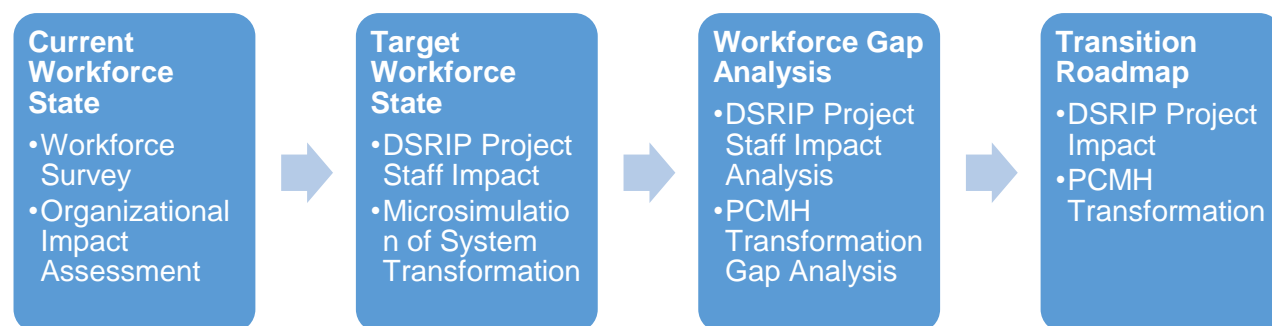 Current
Workforce
State
•Workforce
Survey
•Organizational
Impact
Assessment
Target
Workforce
State
•DSRIP Project
Staff Impact
•Microsimulatio
n of System
Transformation
Workforce Gap
Analysis
•DSRIP Project
Staff Impact
Analysis
•PCMH
Transformation
Gap Analysis
Transition
Roadmap
•DSRIP Project
Impact
•PCMH
Transformation